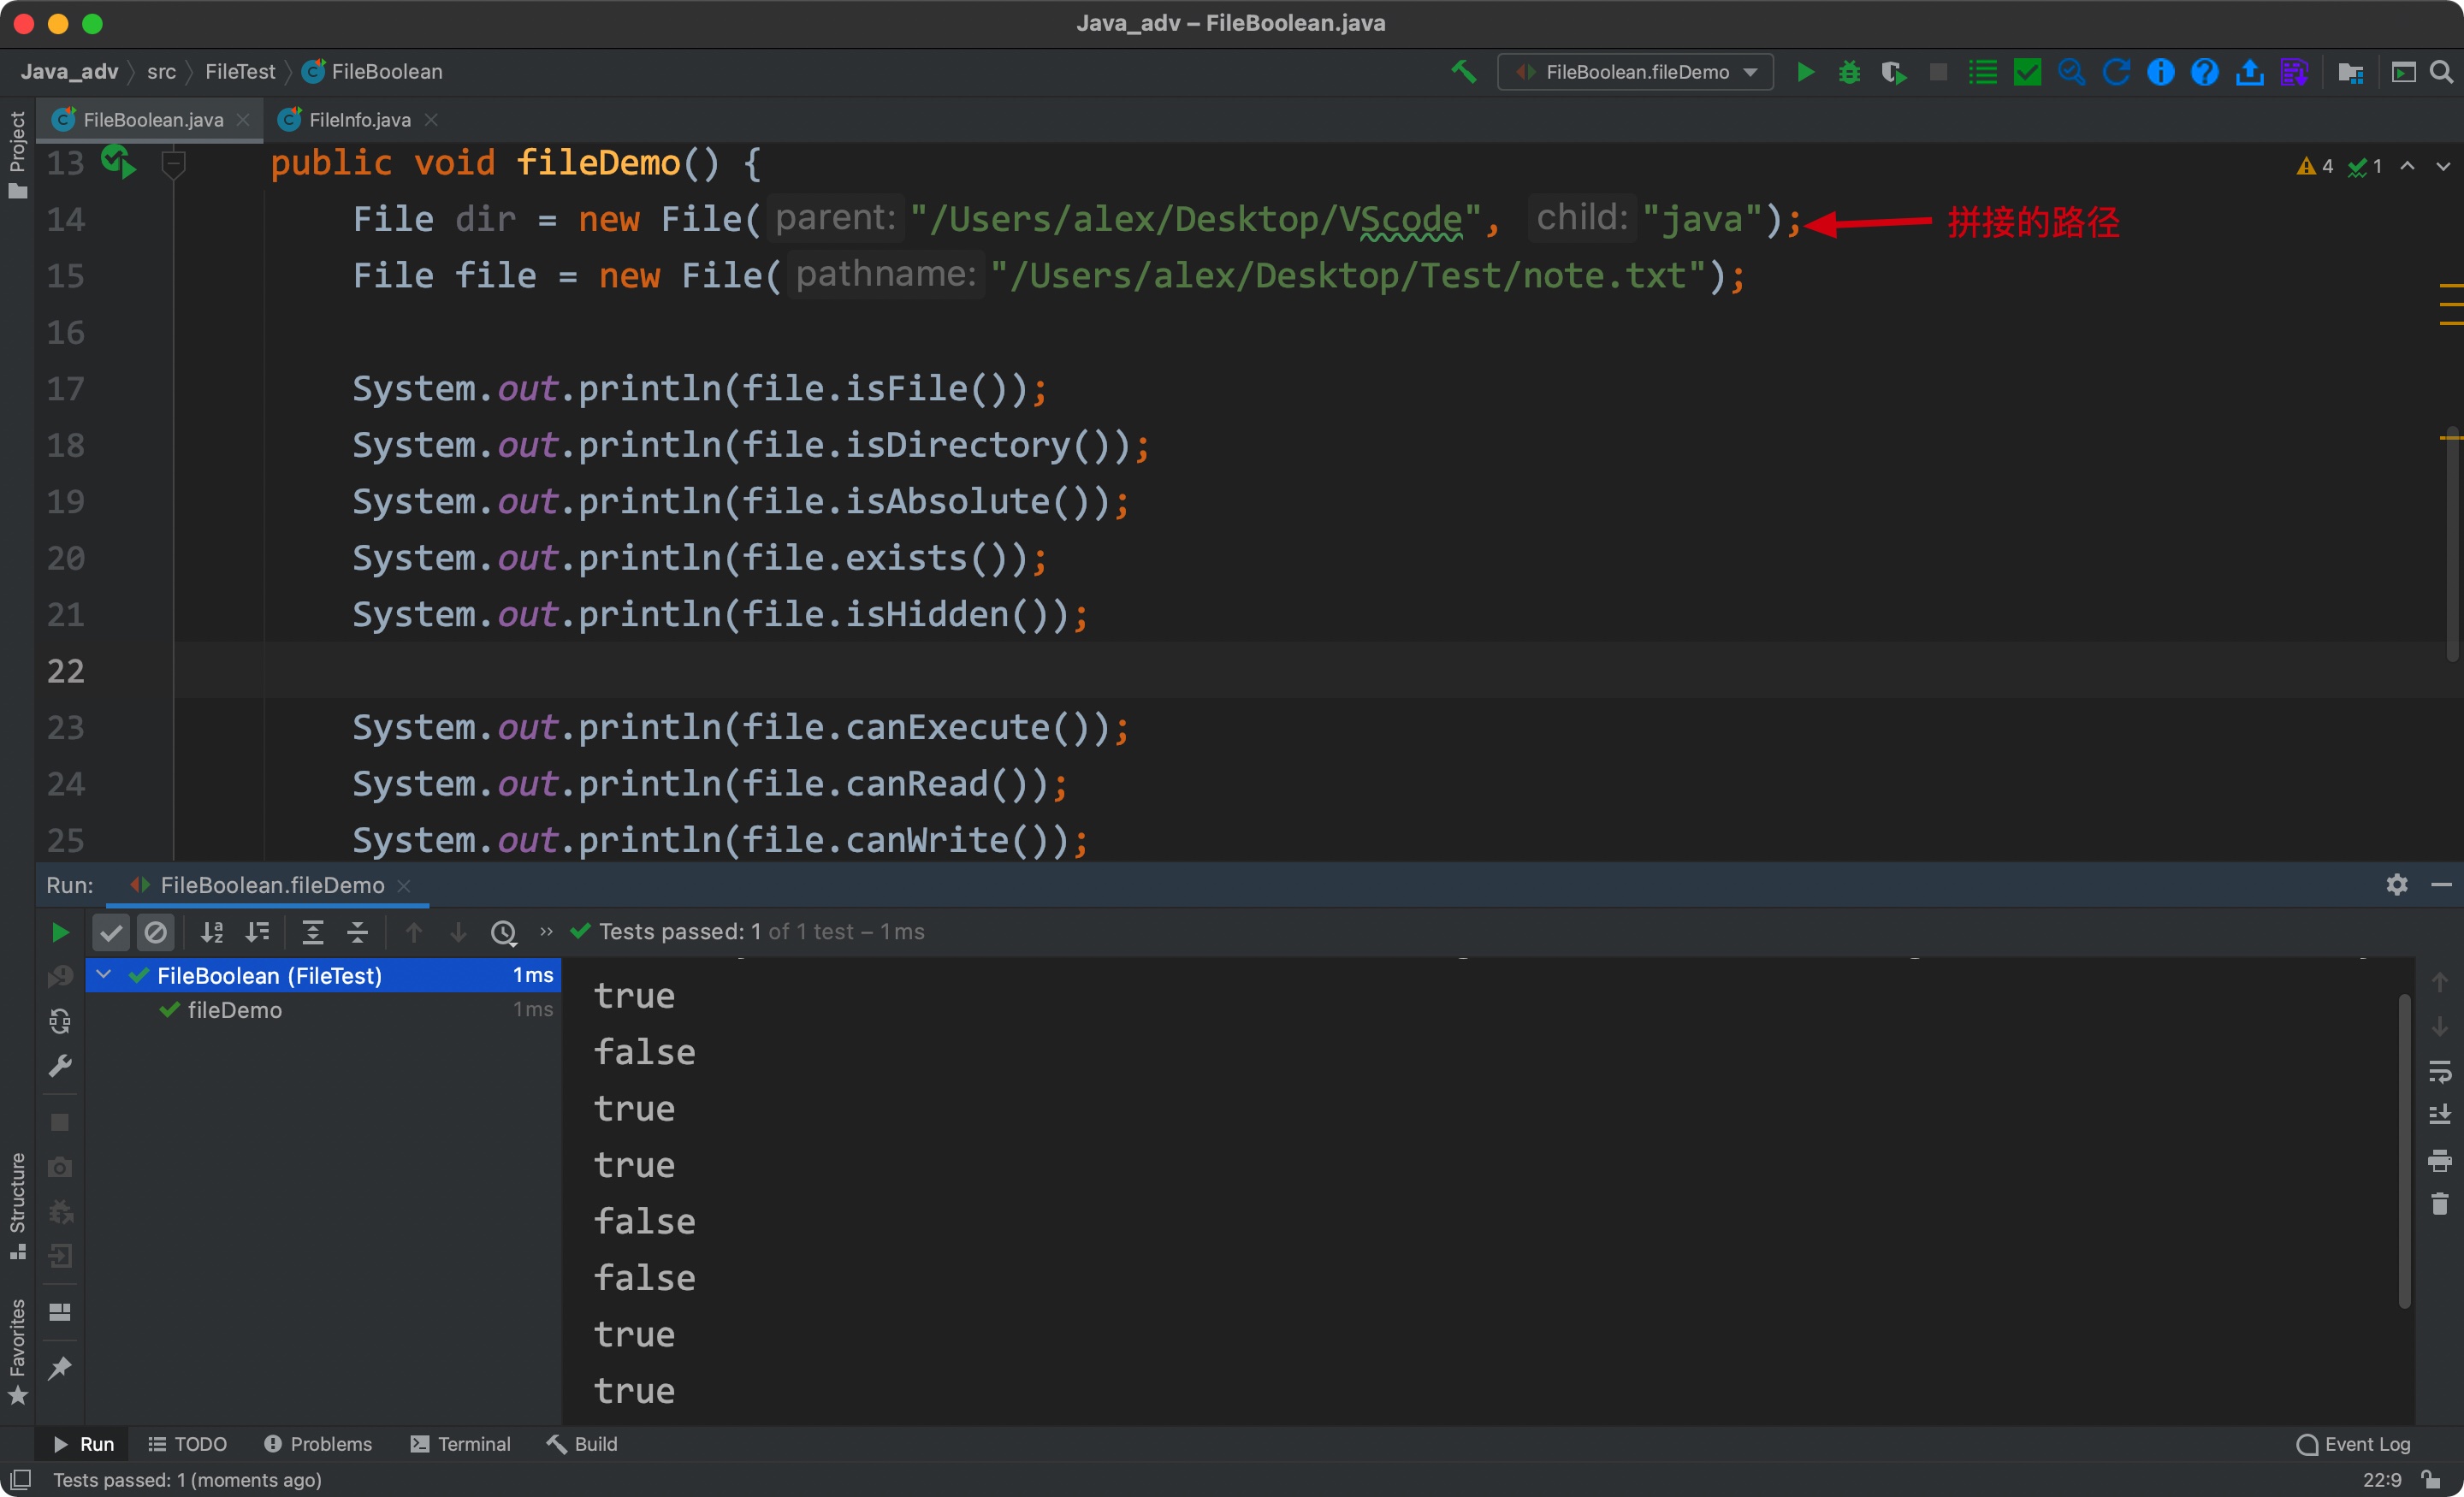 Java_adv – FileBoolean.java
Java_adv src FileTest FileBoolean
FileBoolean.fileDemo
Project
FileBoolean.java FileInfo.java
13 public void fileDemo() {
4 1
14 File dir = new File( parent: "/Users/alex/Desktop/VScode", child: "java"); 拼接的路径
15 File file = new File( pathname: "/Users/alex/Desktop/Test/note.txt");
16
17 System.out.println(file.isFile());
18 System.out.println(file.isDirectory());
19 System.out.println(file.isAbsolute());
20 System.out.println(file.exists());
21 System.out.println(file.isHidden());
22
23 System.out.println(file.canExecute());
24 System.out.println(file.canRead());
25 System.out.println(file.canWrite());
Run: FileBoolean.fileDemo
Tests passed: 1 of 1 test – 1 ms
FileBoolean (FileTest) 1 ms
fileDemo 1 ms
true
false
true
true
false
false
true
true
Structure
Favorites
Run TODO Problems Terminal Build Event Log
Tests passed: 1 (moments ago) 22:9